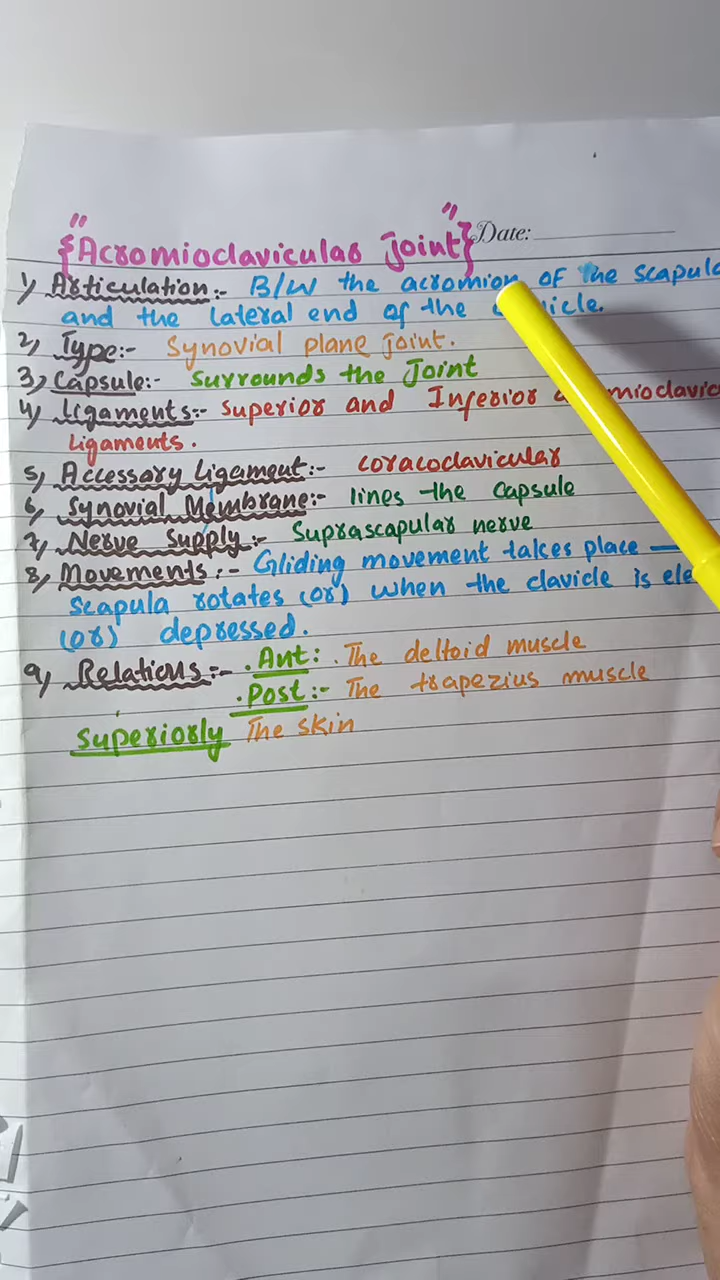 "{Acromioclavicular joint}" Date:
1) Articulation:- B/W the acromion of the scapula
and the lateral end of the
2) Type:- Synovial plane joint.
3) Capsule:- Surrounds the Joint
4) Ligaments:- Superior and Inferior
Ligaments.
5) Accessory Ligament:- coracoclavicular
6) Synovial Membrane:- lines the capsule
7) Nerve Supply:- Suprascapular nerve
8) Movements:- Gliding movement takes place —
Scapula rotates (or) when the clavicle is
(or) depressed.
9) Relations:- .Ant: .The deltoid muscle
.Post:- The trapezius muscle
Superiorly The skin